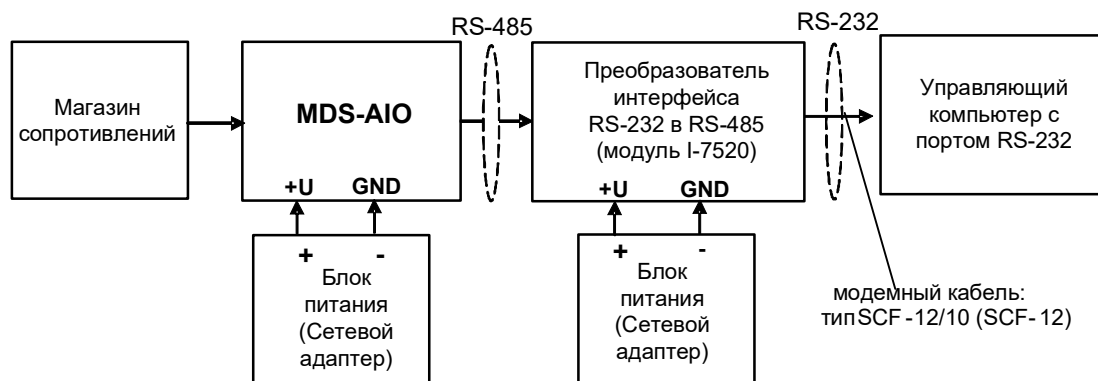 RS-485
RS-232
Магазин
сопротивлений
MDS-AIO
+U GND
Преобразователь
интерфейса
RS-232 в RS-485
(модуль I-7520)
+U GND
Управляющий
компьютер с
портом RS-232
+ -
Блок
питания
(Сетевой
адаптер)
+ -
Блок
питания
(Сетевой
адаптер)
модемный кабель:
тип SCF -12/10 (SCF- 12)